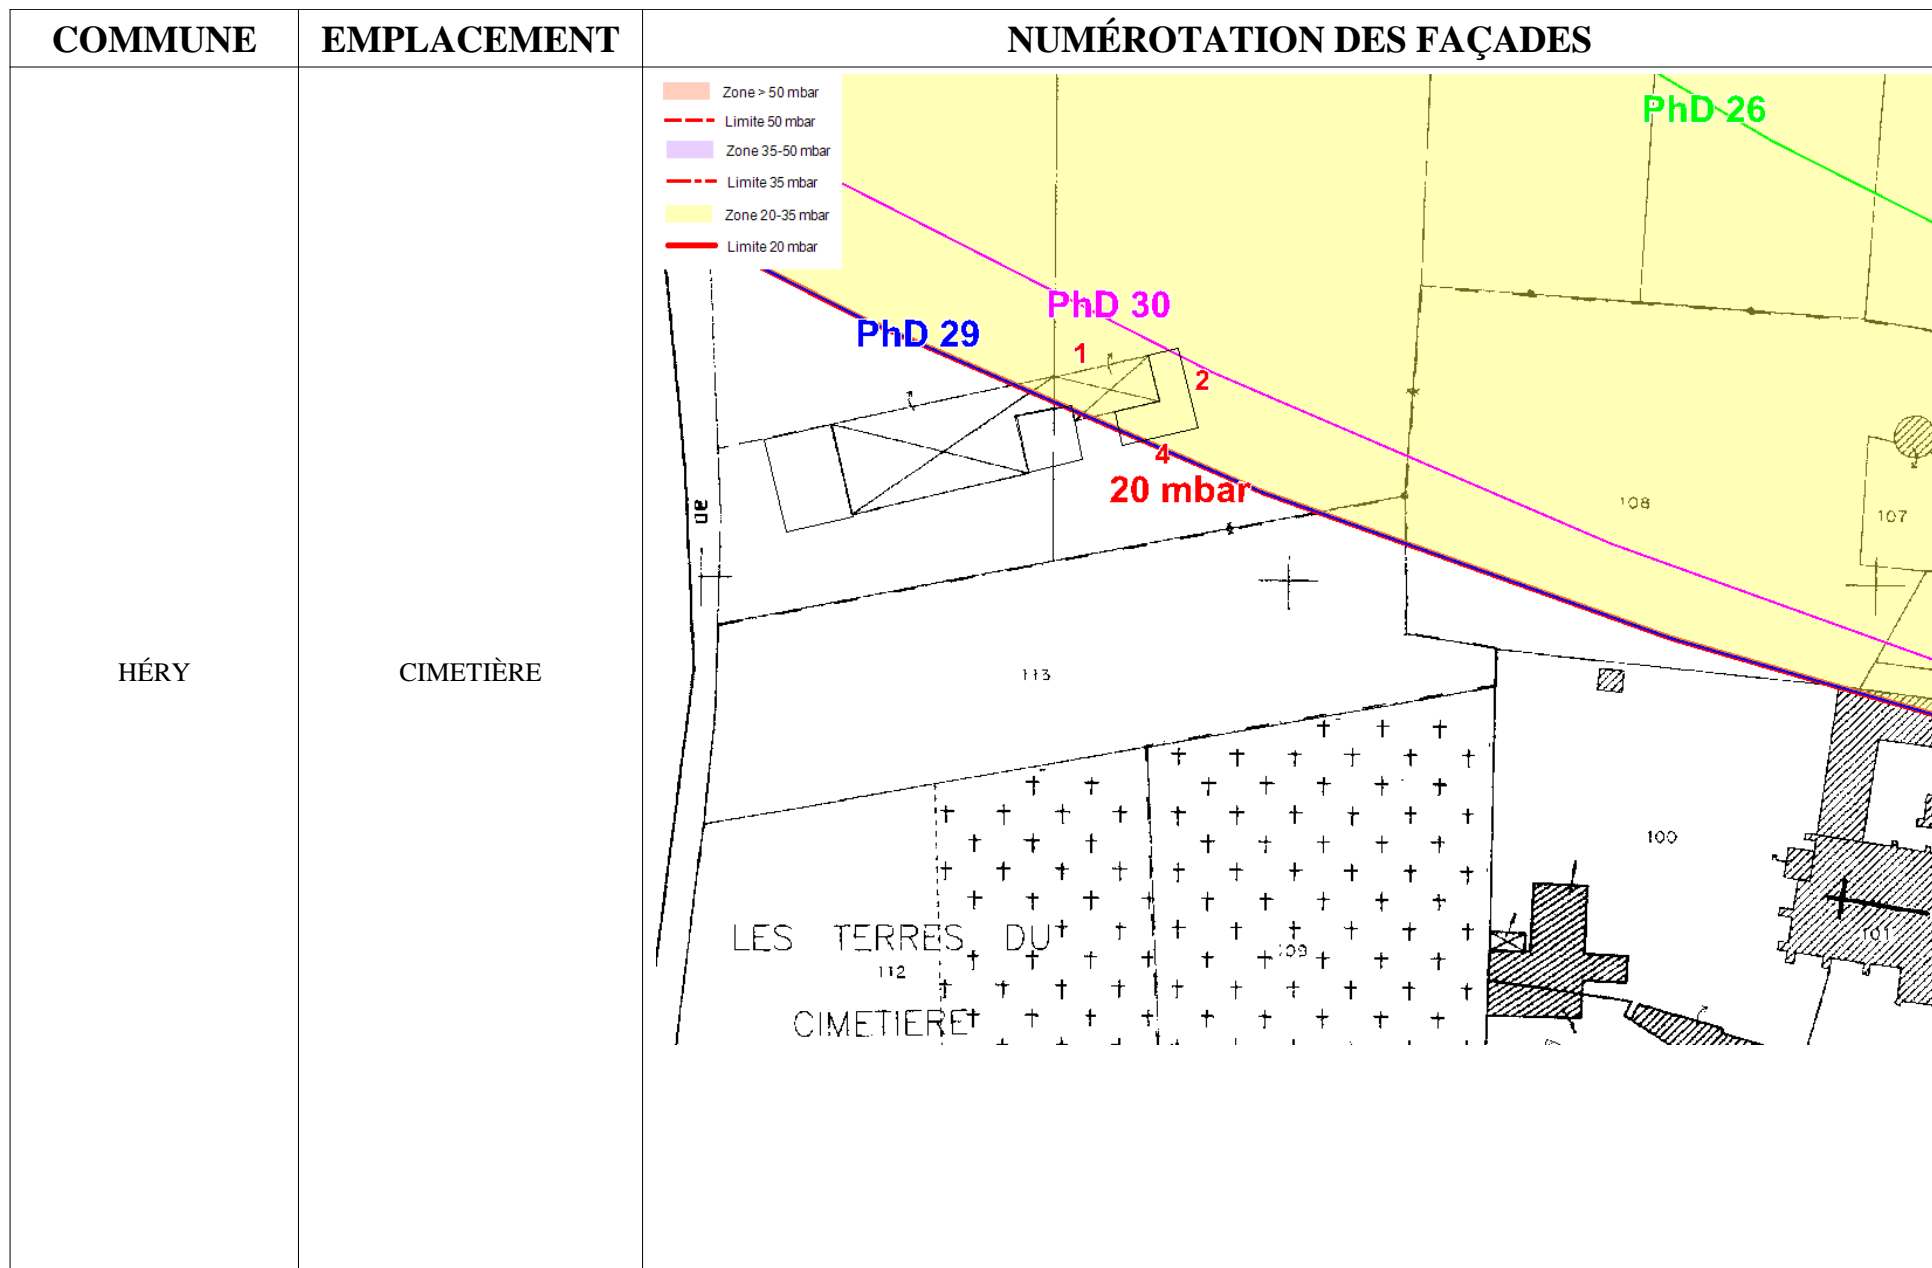 COMMUNE
EMPLACEMENT
NUMÉROTATION DES FAÇADES
HÉRY
CIMETIÈRE
Zone > 50 mbar
Limite 50 mbar
Zone 35-50 mbar
Limite 35 mbar
Zone 20-35 mbar
Limite 20 mbar
PhD 26
PhD 30
PhD 29
1
2
4
20 mbar
108
107
du
113
100
101
LES TERRES DU
112
109
CIMETIERE